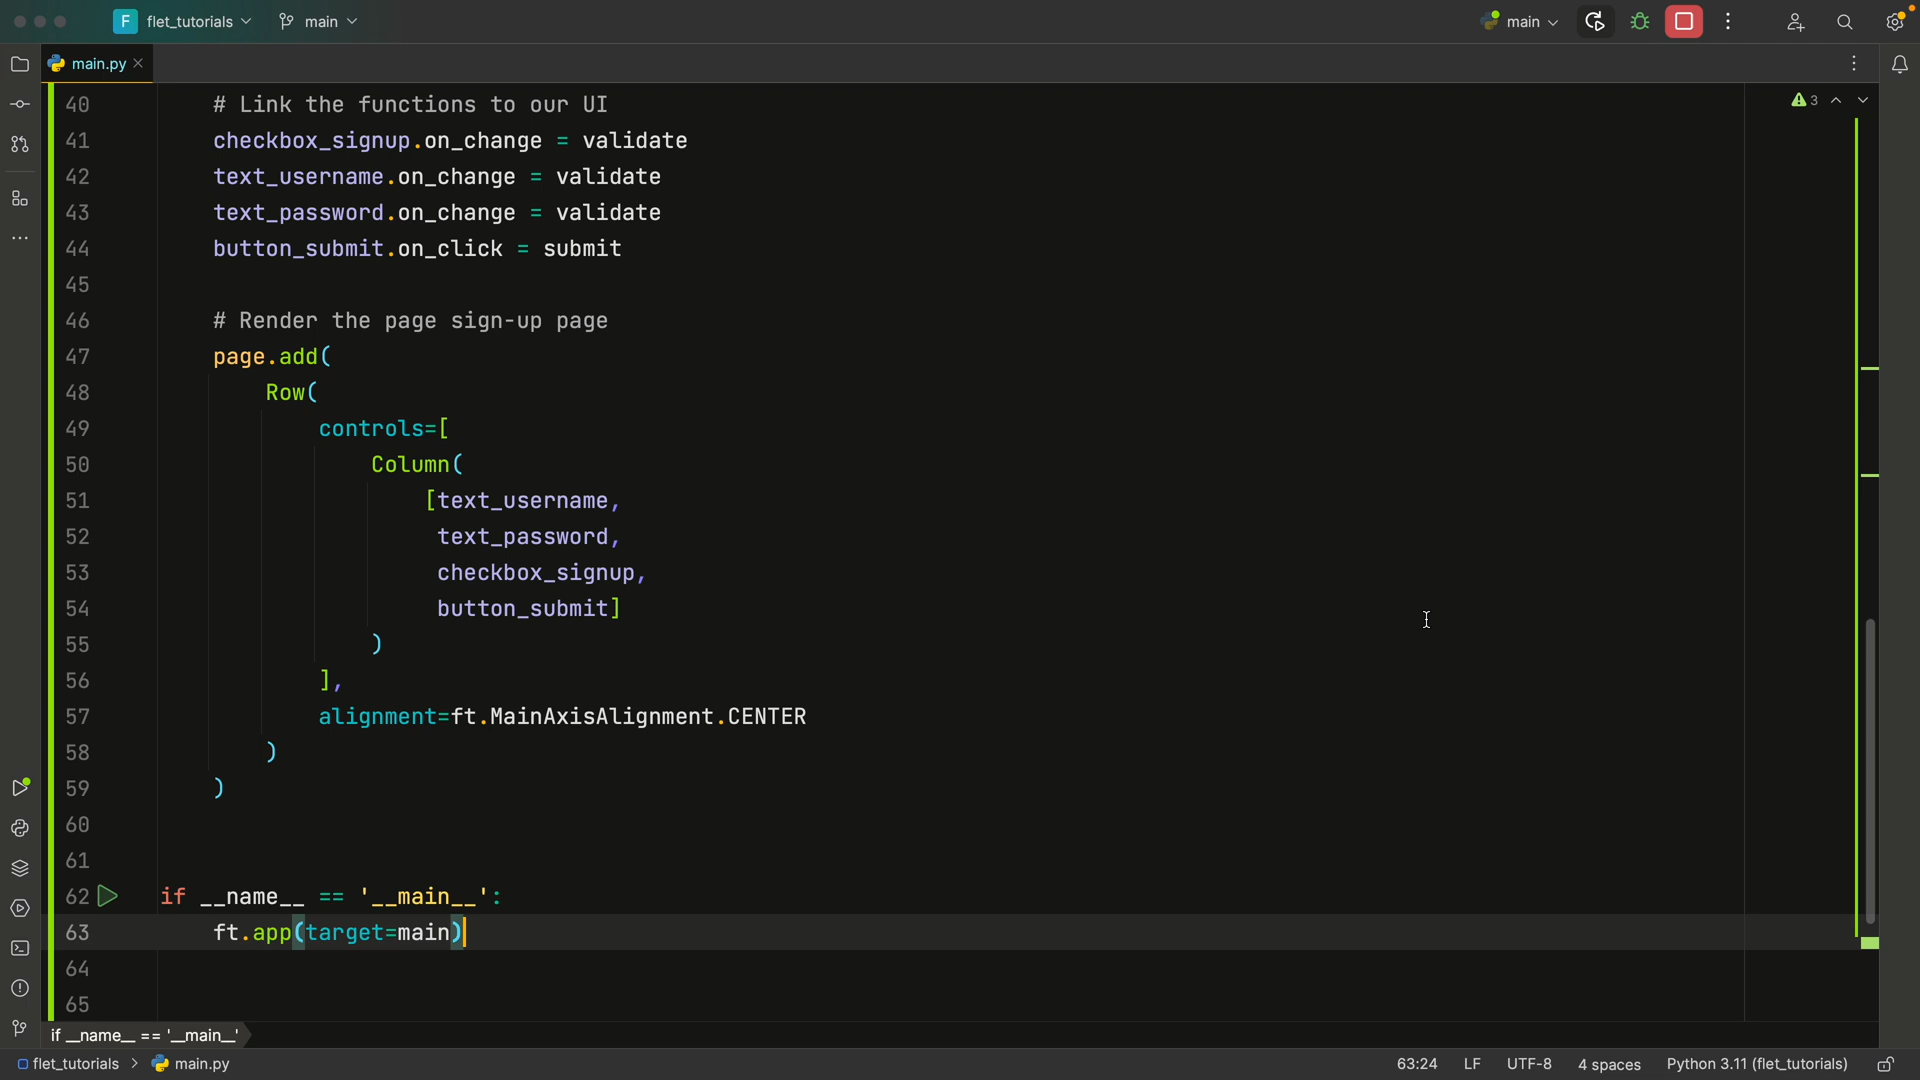 F flet_tutorials main main
main.py
3
40 # Link the functions to our UI
41 checkbox_signup.on_change = validate
42 text_username.on_change = validate
43 text_password.on_change = validate
44 button_submit.on_click = submit
45
46 # Render the page sign-up page
47 page.add(
48 Row(
49 controls=[
50 Column(
51 [text_username,
52 text_password,
53 checkbox_signup,
54 button_submit]
55 )
56 ],
57 alignment=ft.MainAxisAlignment.CENTER
58 )
59 )
60
61
62 if __name__ == '__main__':
63 ft.app(target=main)
64
65
if __name__ == '__main__'
flet_tutorials > main.py 63:24 LF UTF-8 4 spaces Python 3.11 (flet_tutorials)